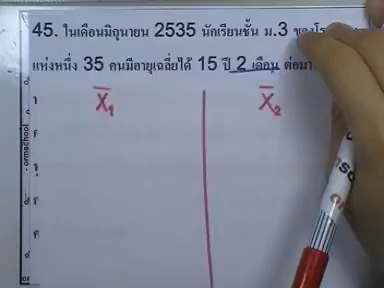 45. ในเดือนมิถุนายน 2535 นักเรียนชั้น ม.3
แห่งหนึ่ง 35 คนมีอายุเฉลี่ยได้ 15 ปี 2 เดือน ต่อมา
X̄₁ X̄₂
ormschool